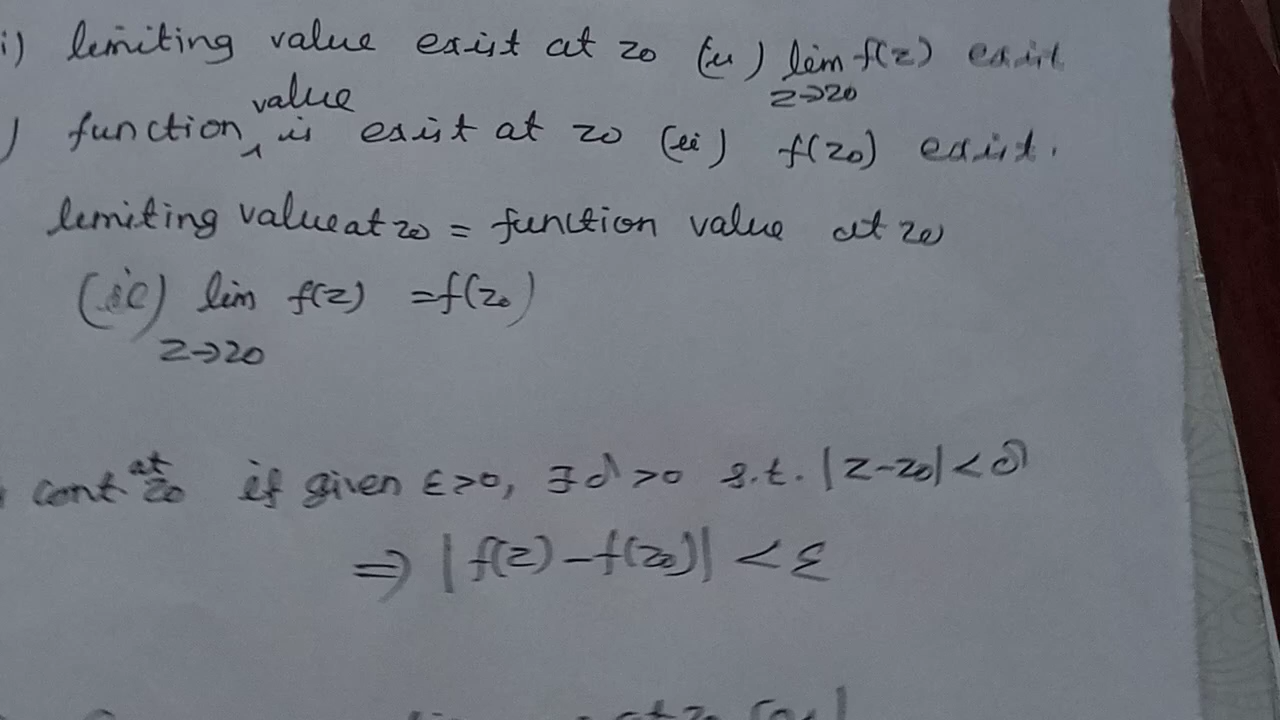 i) limiting value exist at z0 (ie) lim f(z) exist
z→z0
value
) function ‸ is exist at z0 (ie) f(z0) exist.
limiting value at z0 = function value at z0
(ie) lim f(z) = f(z0)
z→z0
cont at z0 if given ε>0, ∃ δ>0 s.t. |z-z0|<δ
⇒ |f(z)-f(z0)| < ε
at z0